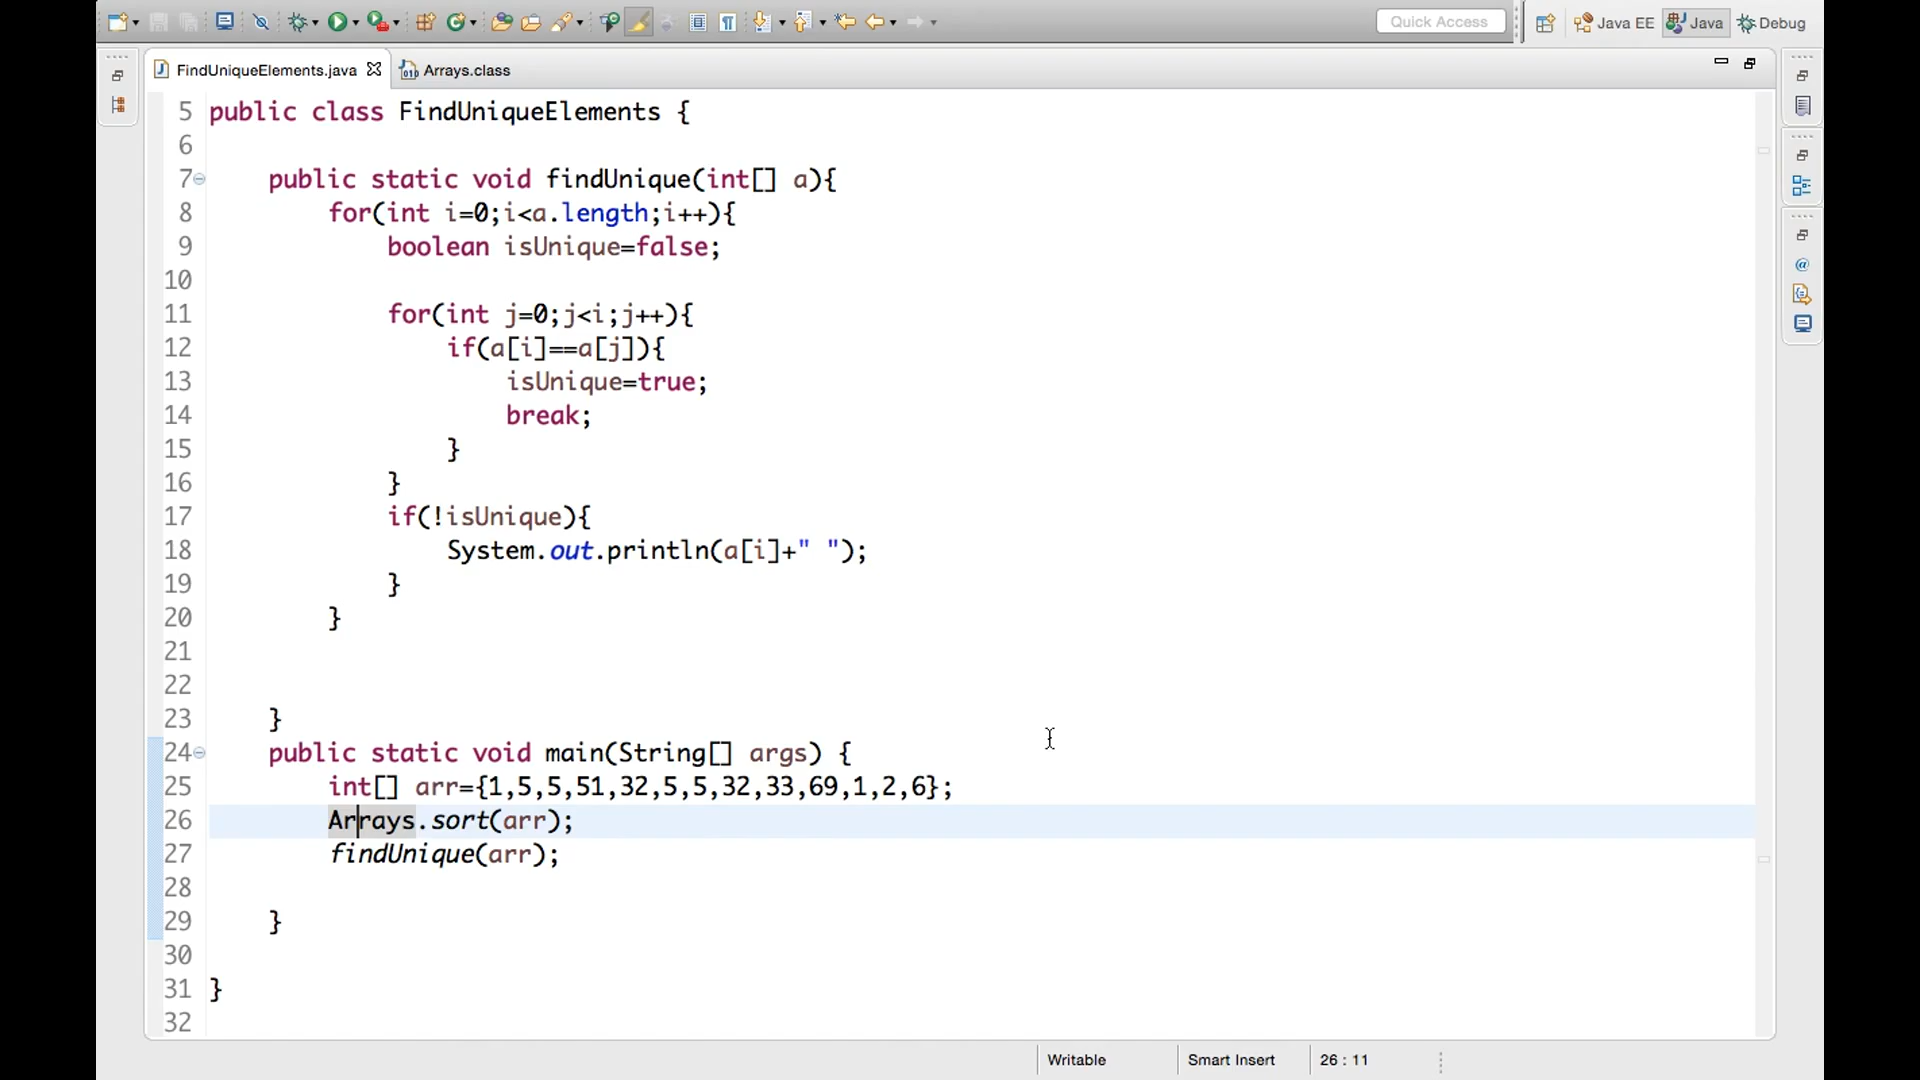 Quick Access
Java EE
Java
Debug
FindUniqueElements.java
Arrays.class
5 public class FindUniqueElements {
6
7 public static void findUnique(int[] a){
8 for(int i=0;i<a.length;i++){
9 boolean isUnique=false;
10
11 for(int j=0;j<i;j++){
12 if(a[i]==a[j]){
13 isUnique=true;
14 break;
15 }
16 }
17 if(!isUnique){
18 System.out.println(a[i]+" ");
19 }
20 }
21
22
23 }
24 public static void main(String[] args) {
25 int[] arr={1,5,5,51,32,5,5,32,33,69,1,2,6};
26 Arrays.sort(arr);
27 findUnique(arr);
28
29 }
30
31 }
32
Writable
Smart Insert
26 : 11